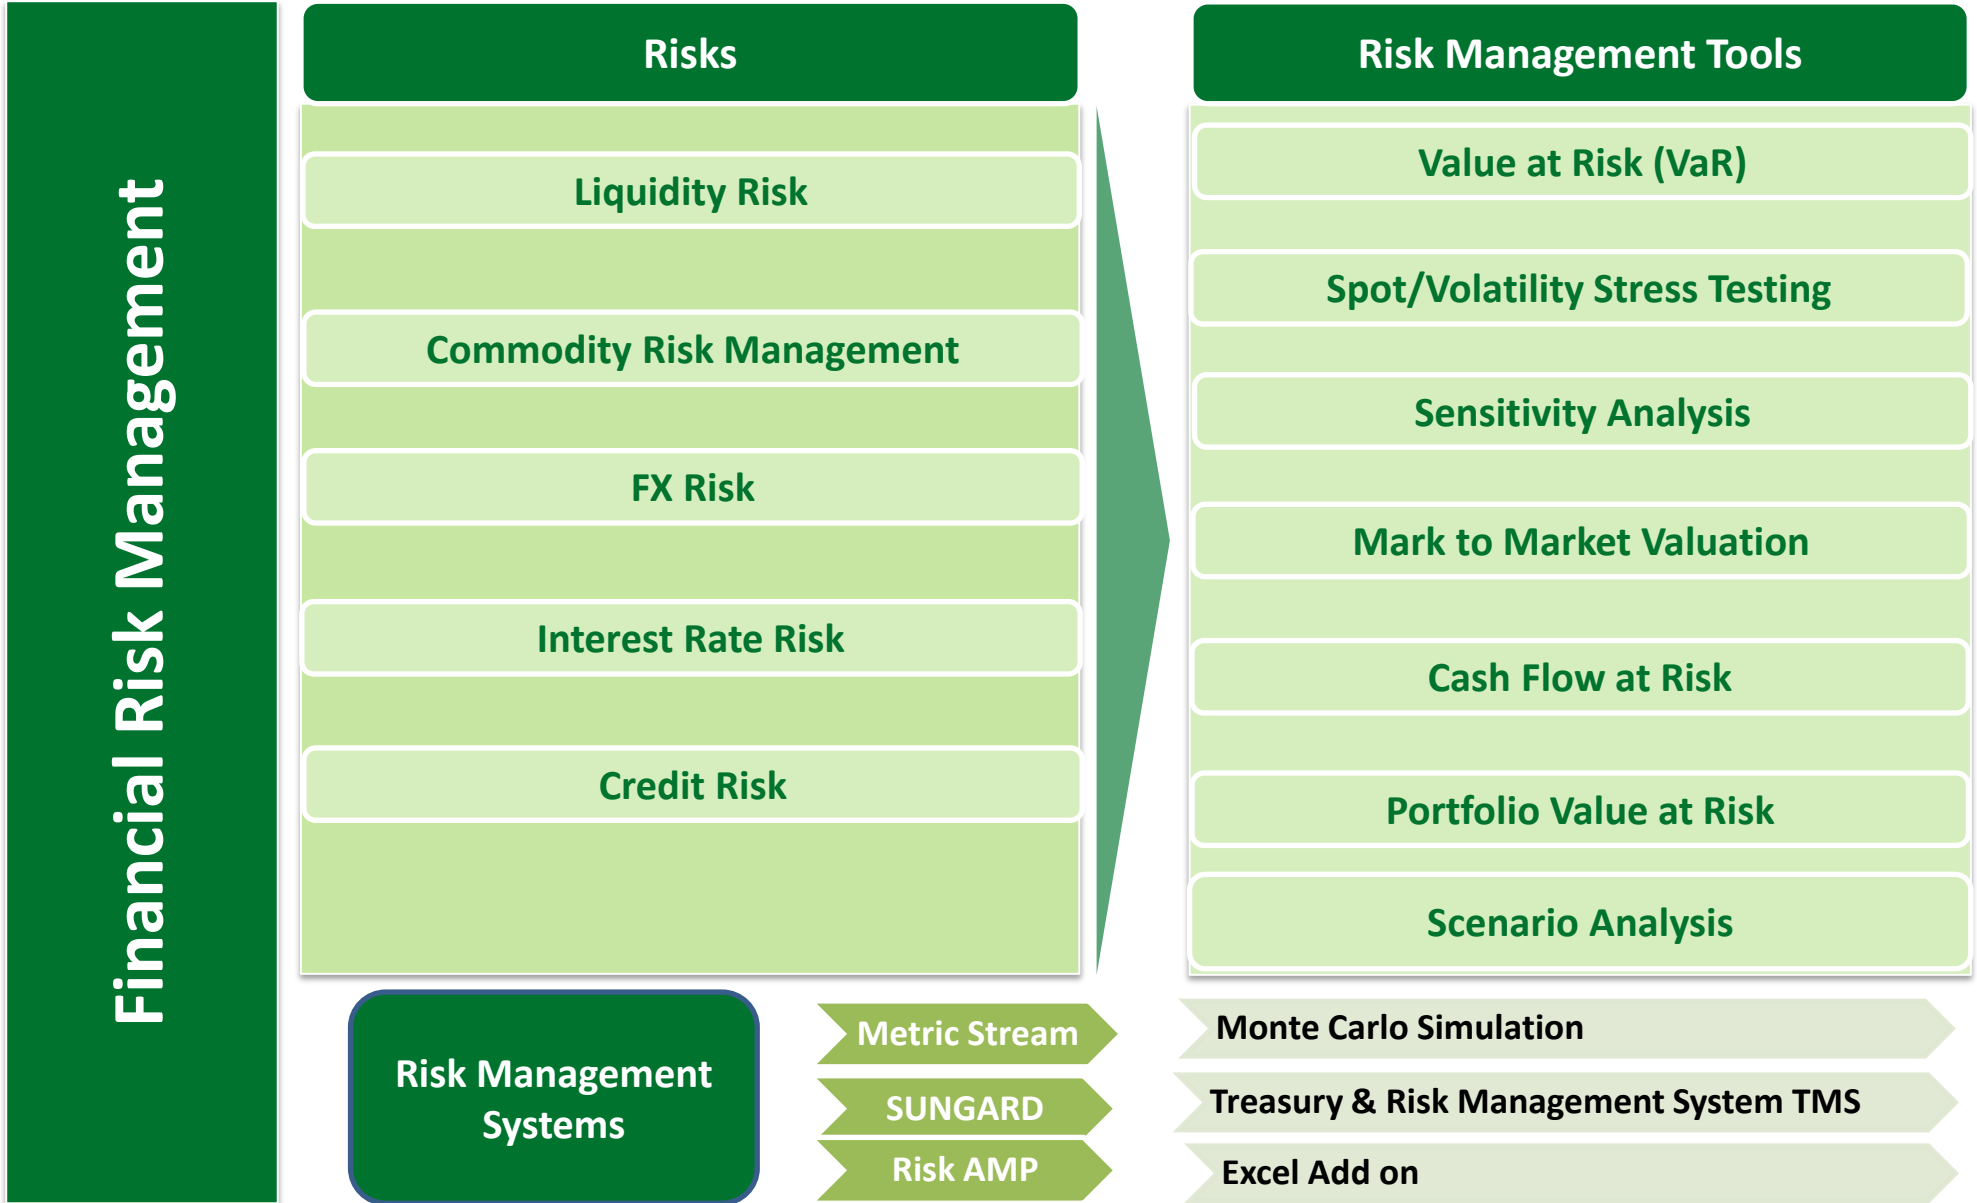 Financial Risk Management
Risks
Liquidity Risk
Commodity Risk Management
FX Risk
Interest Rate Risk
Credit Risk
Risk Management Tools
Value at Risk (VaR)
Spot/Volatility Stress Testing
Sensitivity Analysis
Mark to Market Valuation
Cash Flow at Risk
Portfolio Value at Risk
Scenario Analysis
Risk Management
Systems
Metric Stream
Monte Carlo Simulation
SUNGARD
Treasury & Risk Management System TMS
Risk AMP
Excel Add on